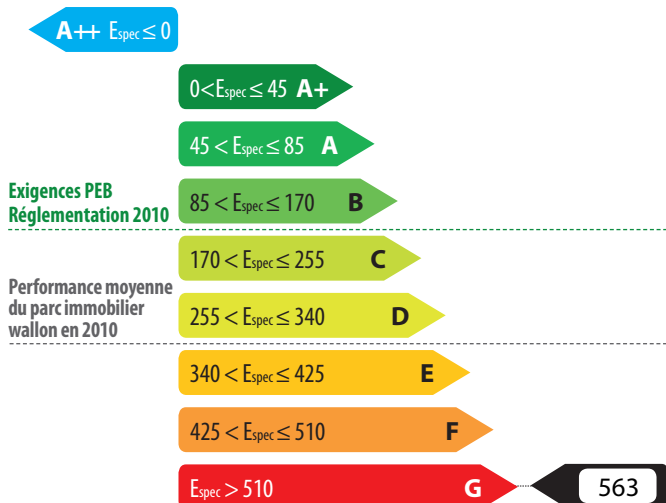 A++ Espec ≤ 0
0 < Espec ≤ 45 A+
45 < Espec ≤ 85 A
Exigences PEB
Réglementation 2010
85 < Espec ≤ 170 B
170 < Espec ≤ 255 C
Performance moyenne
du parc immobilier
wallon en 2010
255 < Espec ≤ 340 D
340 < Espec ≤ 425 E
425 < Espec ≤ 510 F
Espec > 510 G 563